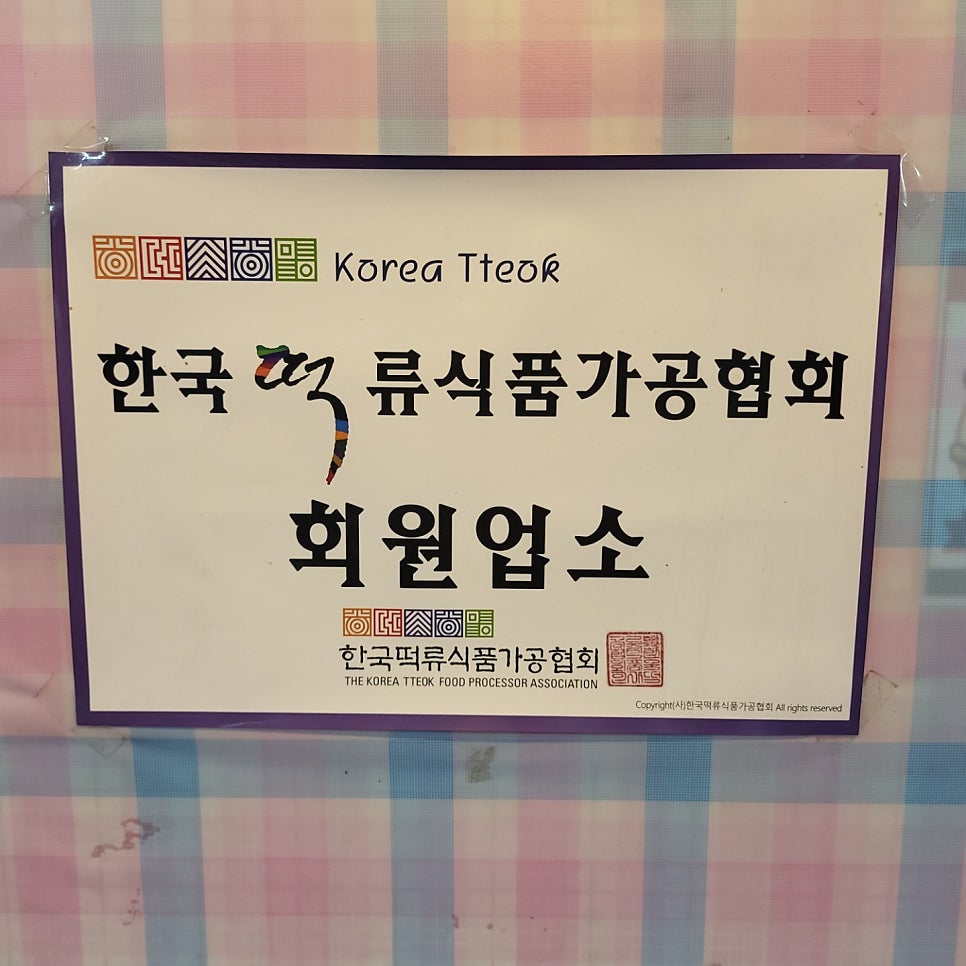 Korea Tteok
한국떡류식품가공협회
회원업소
한국떡류식품가공협회
THE KOREA TTEOK FOOD PROCESSOR ASSOCIATION
Copyright(사)한국떡류식품가공협회 All rights reserved